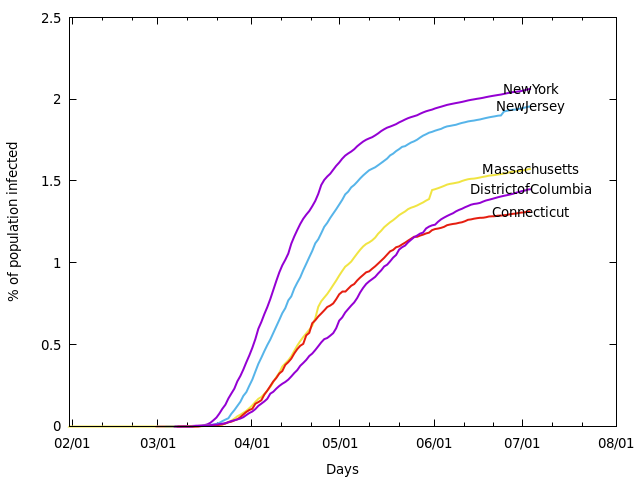 2.5
2
1.5
1
0.5
0
% of population infected
NewYork
NewJersey
Massachusetts
DistrictofColumbia
Connecticut
02/01 03/01 04/01 05/01 06/01 07/01 08/01
Days